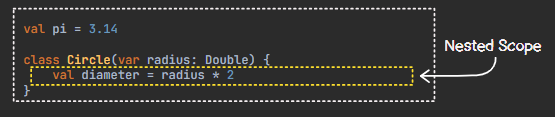 val pi = 3.14
class Circle(var radius: Double) {
val diameter = radius * 2
}
Nested Scope